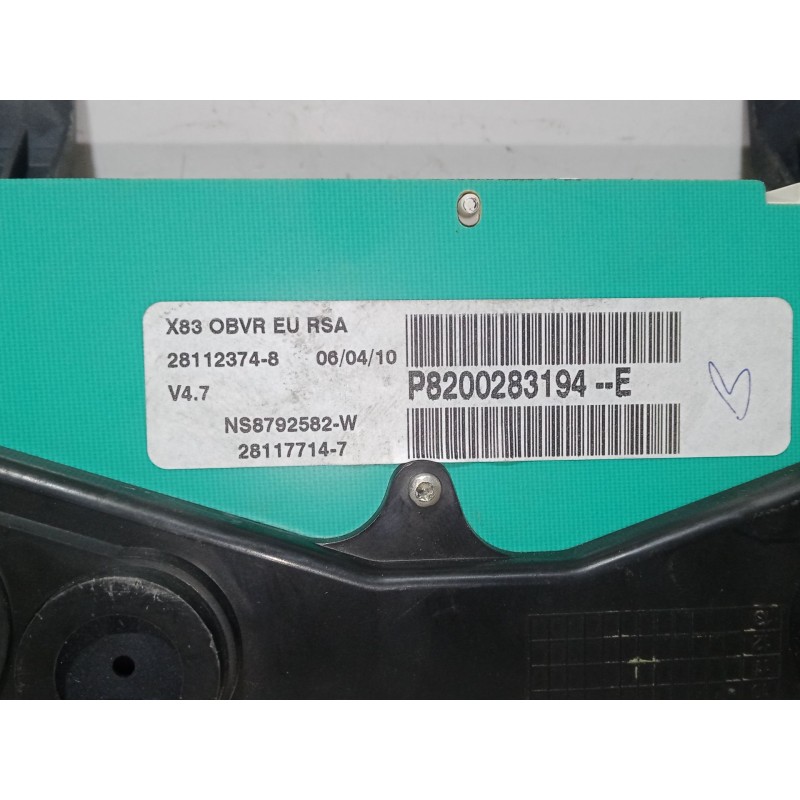 X83 OBVR EU RSA
28112374-8 06/04/10
V4.7
P8200283194--E
NS8792582-W
28117714-7